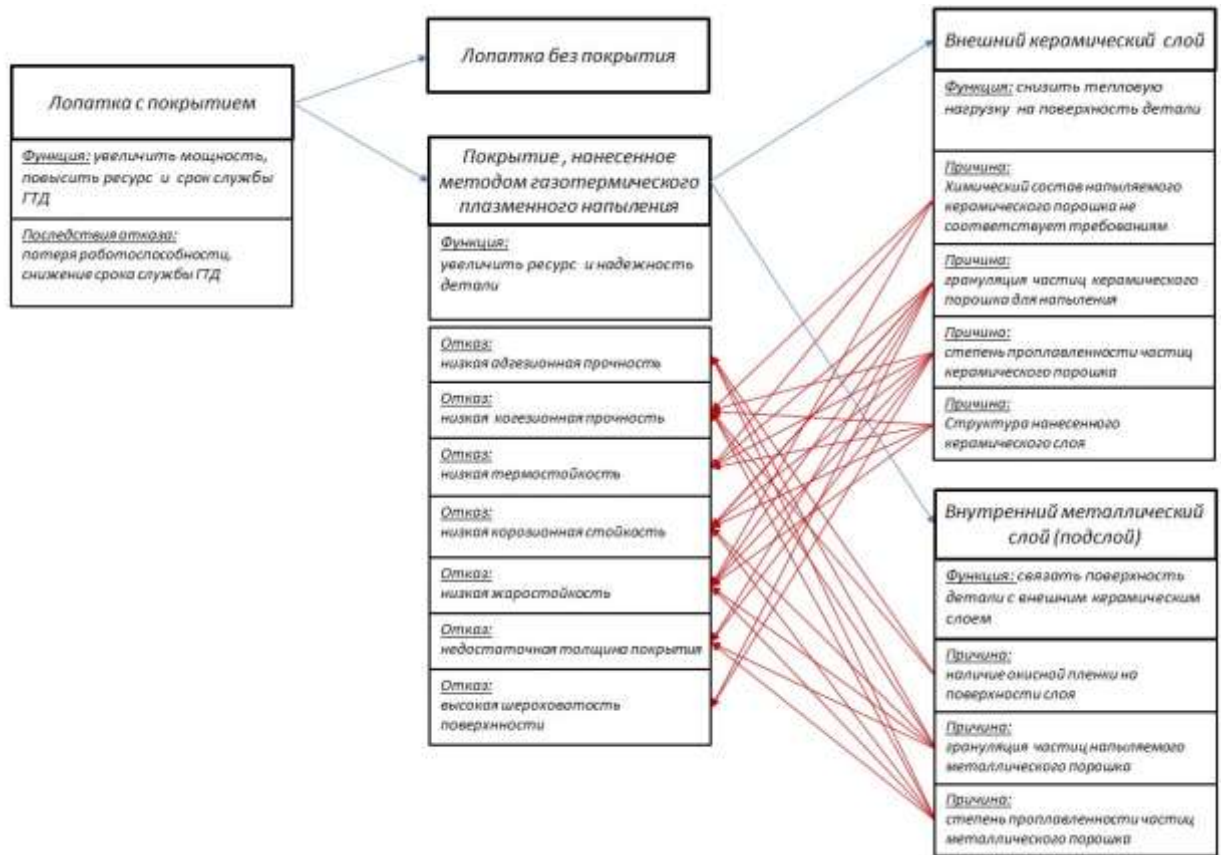 Лопатка с покрытием
Функция: увеличить мощность,
повысить ресурс и срок службы
ГТД
Последствия отказа:
потеря работоспособности,
снижение срока службы ГТД
Лопатка без покрытия
Покрытие , нанесенное
методом газотермического
плазменного напыления
Функция:
увеличить ресурс и надежность
детали
Отказ:
низкая адгезионная прочность
Отказ:
низкая когезионная прочность
Отказ:
низкая термостойкость
Отказ:
низкая корозионная стойкость
Отказ:
низкая жаростойкость
Отказ:
недостаточная толщина покрытия
Отказ:
высокая шероховатость
поверхнности
Внешний керамический слой
Функция: снизить тепловую
нагрузку на поверхность детали
Причина:
Химический состав напыляемого
керамического порошка не
соответствует требованиям
Причина:
грануляция частиц керамического
порошка для напыления
Причина:
степень проплавленности частиц
керамического порошка
Причина:
Структура нанесенного
керамического слоя
Внутренний металлический
слой (подслой)
Функция: связать поверхность
детали с внешним керамическим
слоем
Причина:
наличие окисной пленки на
поверхности слоя
Причина:
грануляция частиц напыляемого
металлического порошка
Причина:
степень проплавленности частиц
металлического порошка